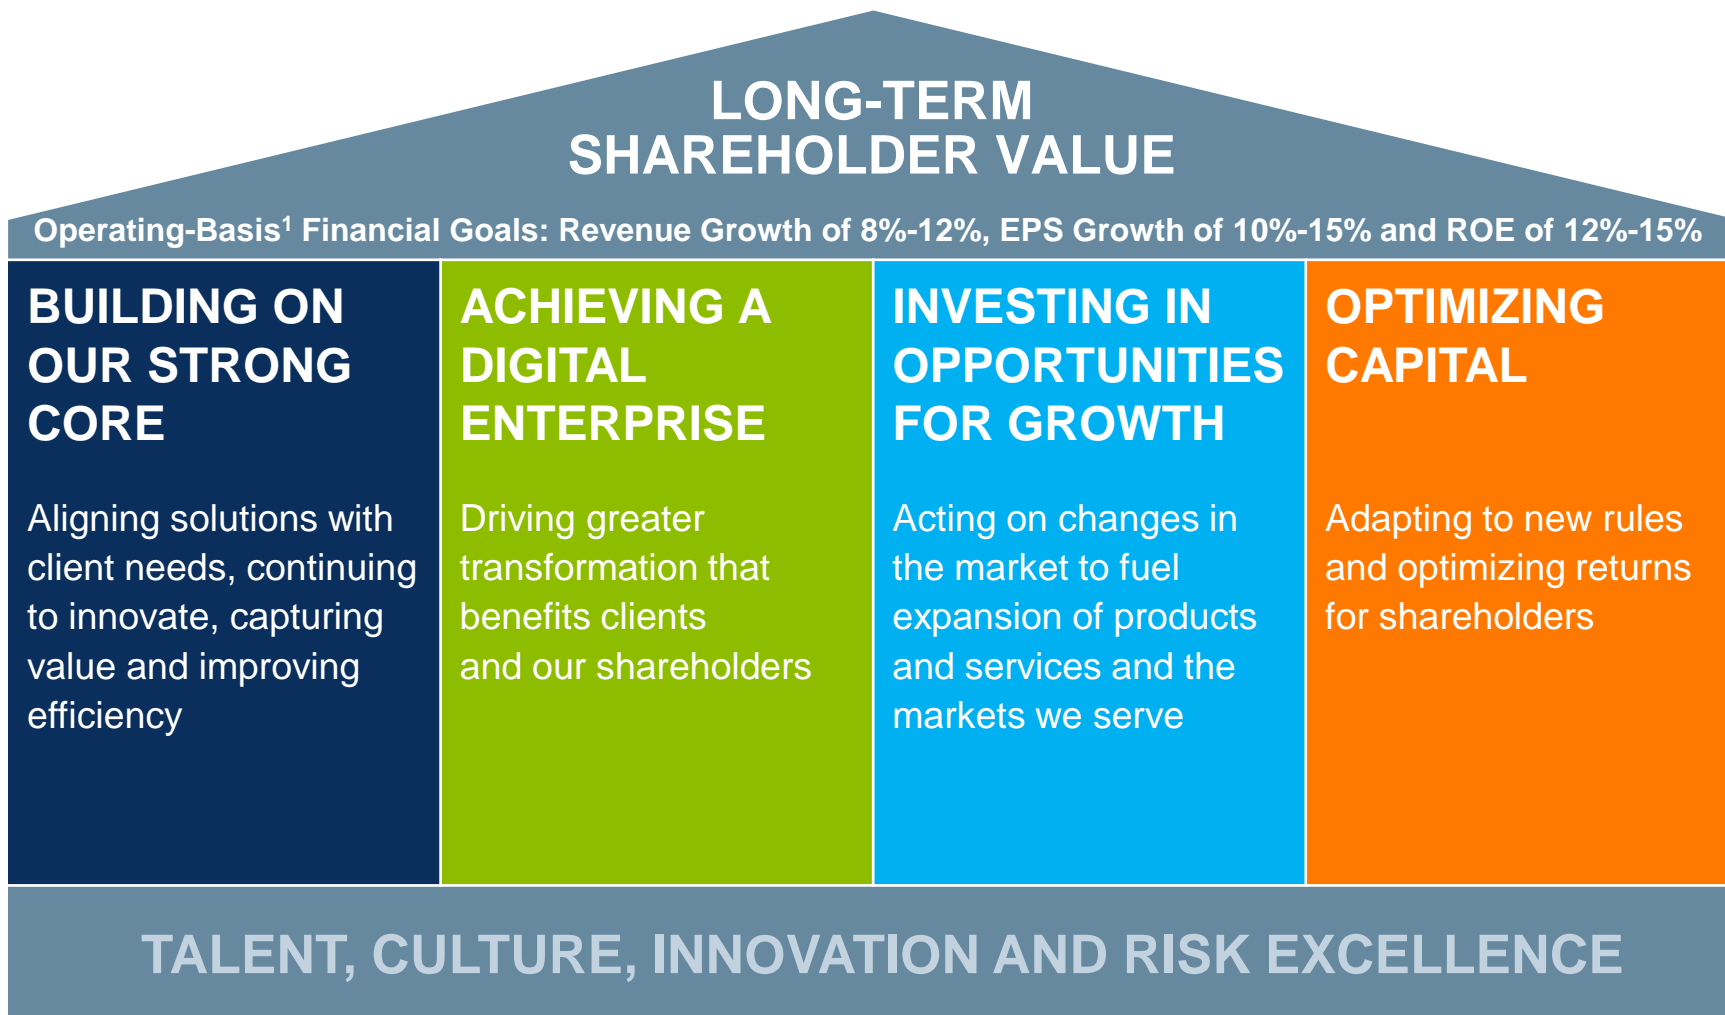 LONG-TERM
SHAREHOLDER VALUE
Operating-Basis¹ Financial Goals: Revenue Growth of 8%-12%, EPS Growth of 10%-15% and ROE of 12%-15%
BUILDING ON
OUR STRONG
CORE
Aligning solutions with
client needs, continuing
to innovate, capturing
value and improving
efficiency
ACHIEVING A
DIGITAL
ENTERPRISE
Driving greater
transformation that
benefits clients
and our shareholders
INVESTING IN
OPPORTUNITIES
FOR GROWTH
Acting on changes in
the market to fuel
expansion of products
and services and the
markets we serve
OPTIMIZING
CAPITAL
Adapting to new rules
and optimizing returns
for shareholders
TALENT, CULTURE, INNOVATION AND RISK EXCELLENCE